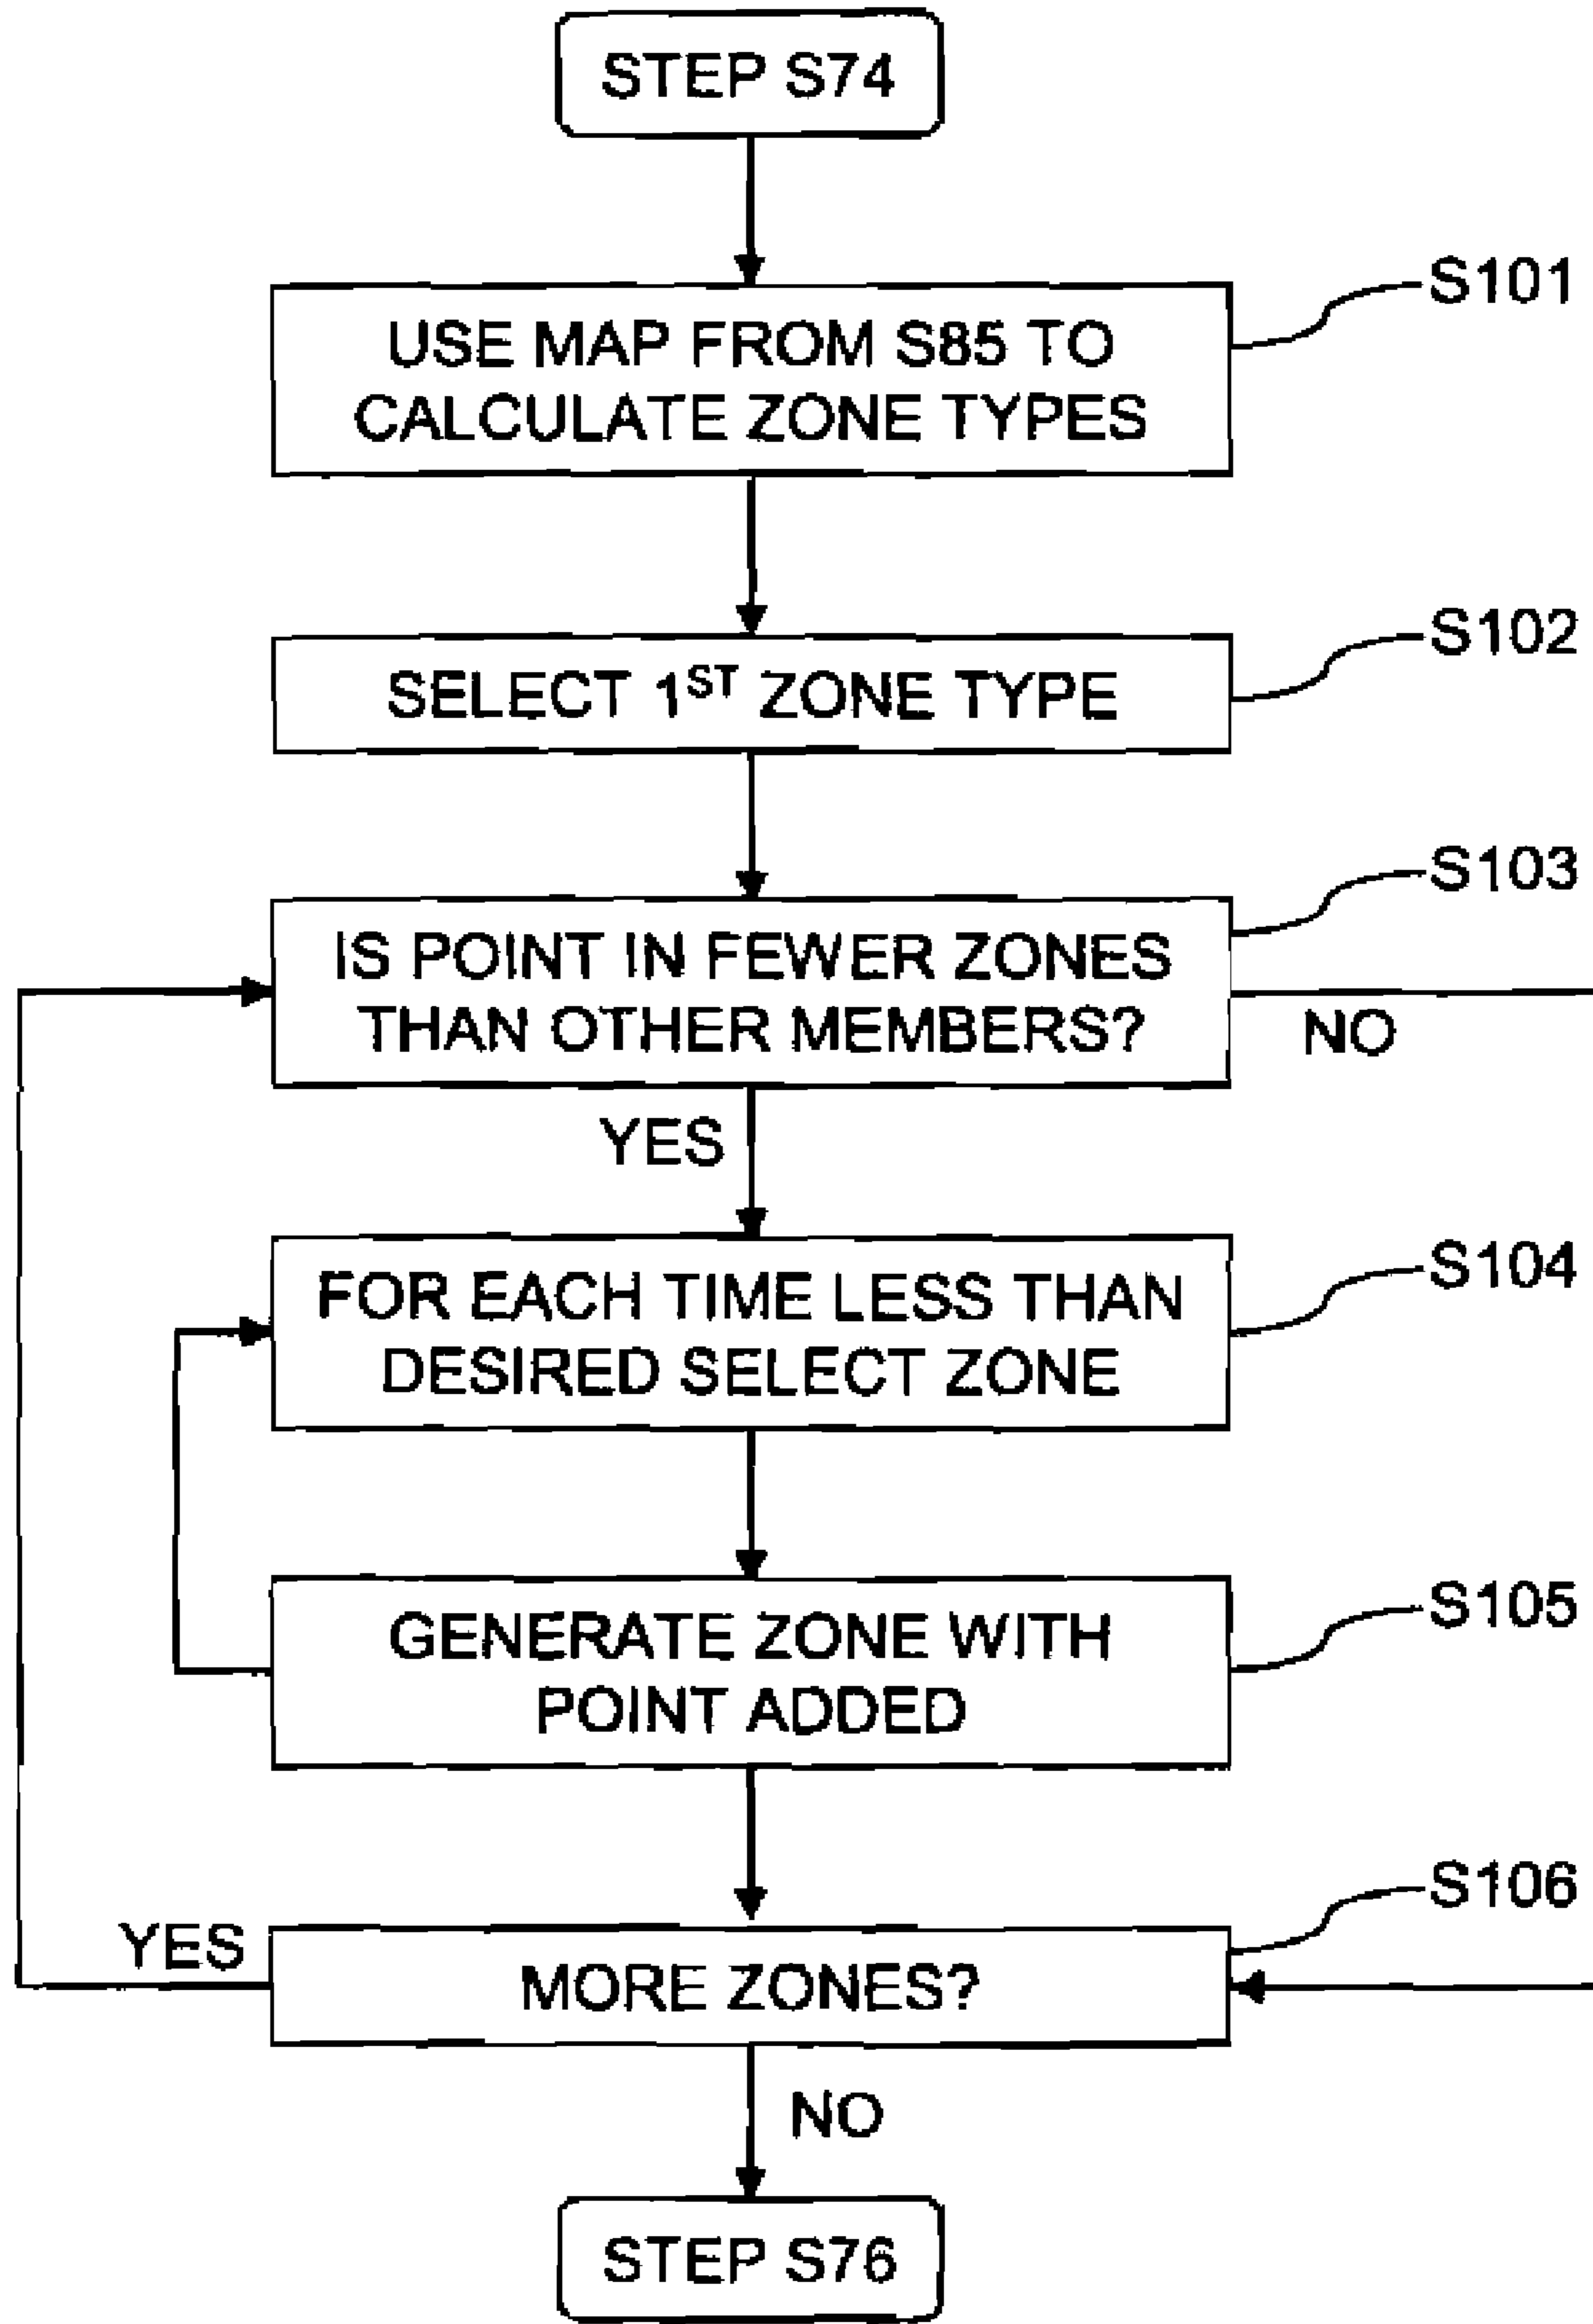 STEP S74
S101
USE MAP FROM S85 TO
CALCULATE ZONE TYPES
S102
SELECT 1ST ZONE TYPE
S103
IS POINT IN FEWER ZONES
THAN OTHER MEMBERS?
NO
YES
S104
FOR EACH TIME LESS THAN
DESIRED SELECT ZONE
S105
GENERATE ZONE WITH
POINT ADDED
S106
YES
MORE ZONES?
NO
STEP S76